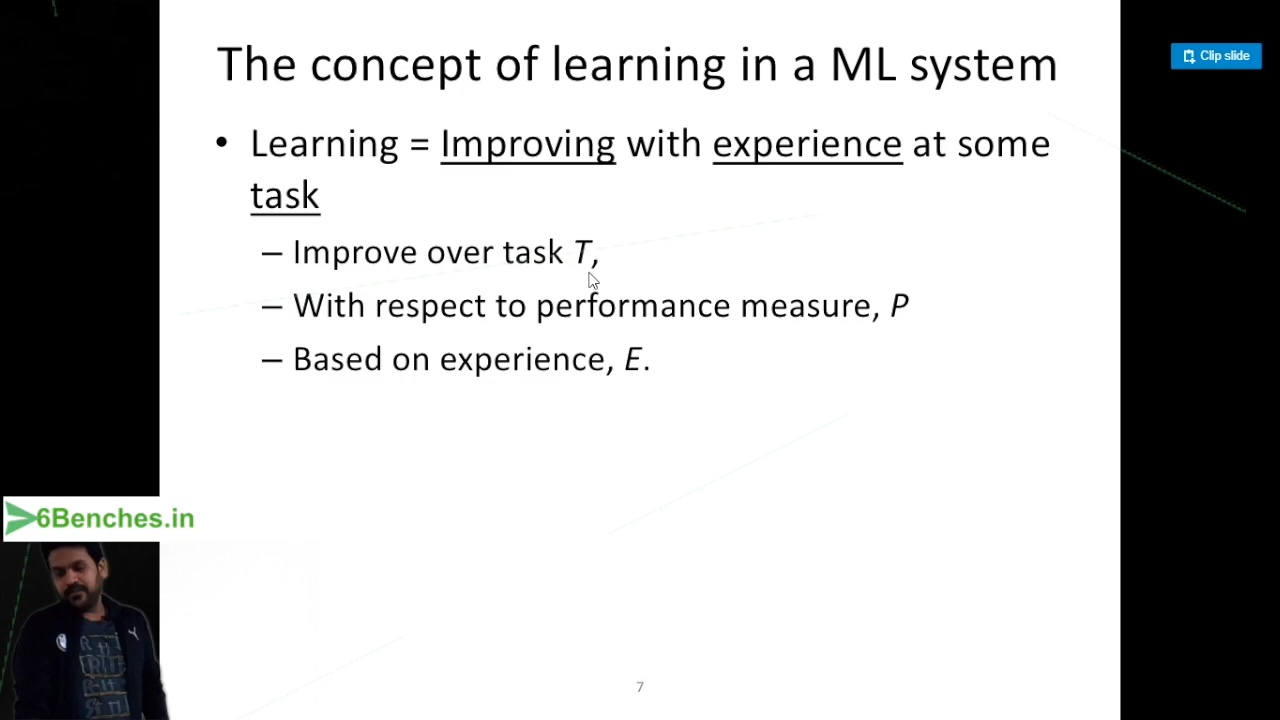 The concept of learning in a ML system
Clip slide
• Learning = Improving with experience at some
task
– Improve over task T,
– With respect to performance measure, P
– Based on experience, E.
6Benches.in
7